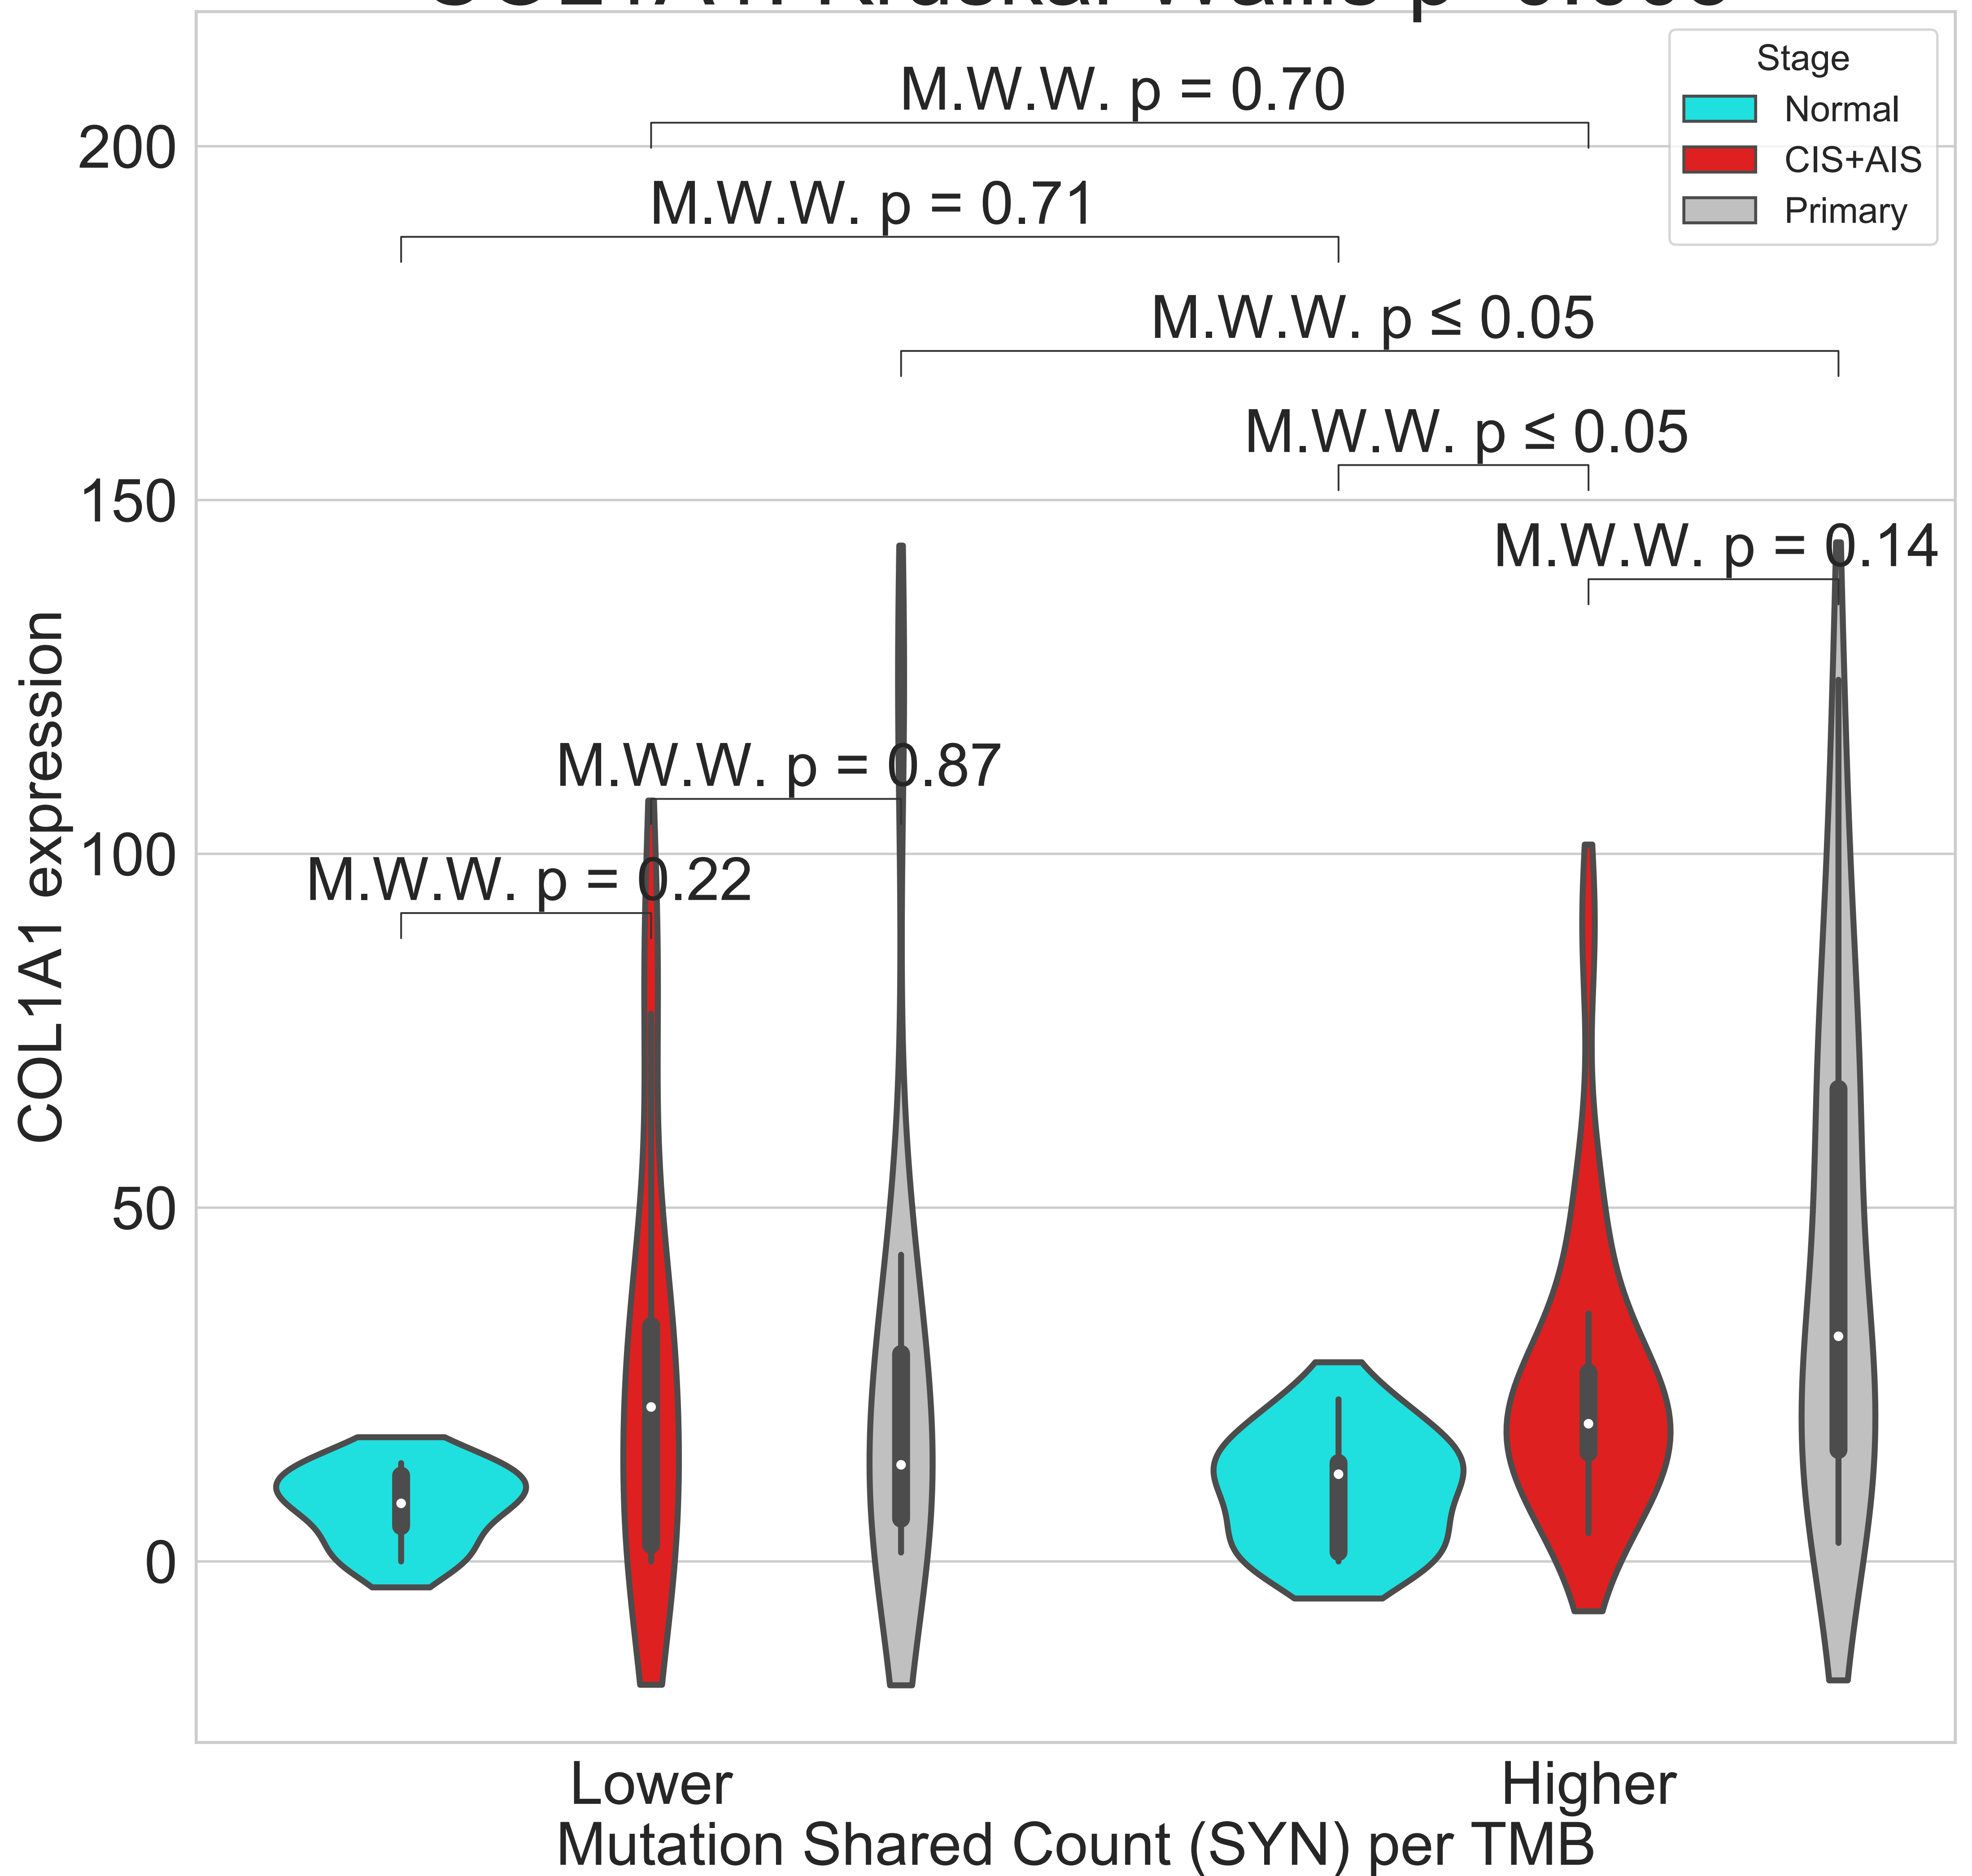 Stage
Normal
CIS+AIS
Primary
M.W.W. p = 0.70
M.W.W. p = 0.71
M.W.W. p ≤ 0.05
M.W.W. p ≤ 0.05
M.W.W. p = 0.14
M.W.W. p = 0.87
M.W.W. p = 0.22
200
150
100
50
0
COL1A1 expression
Lower
Higher
Mutation Shared Count (SYN) per TMB